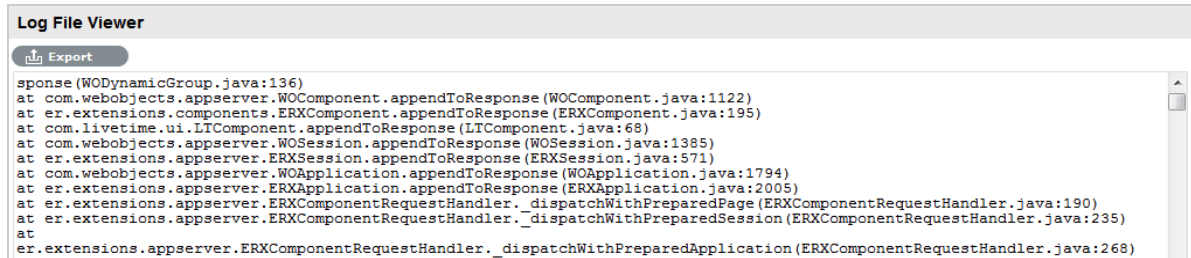 Log File Viewer
Export
sponse(WODynamicGroup.java:136)
at com.webobjects.appserver.WOComponent.appendToResponse(WOComponent.java:1122)
at er.extensions.components.ERXComponent.appendToResponse(ERXComponent.java:195)
at com.livetime.ui.LTComponent.appendToResponse(LTComponent.java:68)
at com.webobjects.appserver.WOSession.appendToResponse(WOSession.java:1385)
at er.extensions.appserver.ERXSession.appendToResponse(ERXSession.java:571)
at com.webobjects.appserver.WOApplication.appendToResponse(WOApplication.java:1794)
at er.extensions.appserver.ERXApplication.appendToResponse(ERXApplication.java:2005)
at er.extensions.appserver.ERXComponentRequestHandler._dispatchWithPreparedPage(ERXComponentRequestHandler.java:190)
at er.extensions.appserver.ERXComponentRequestHandler._dispatchWithPreparedSession(ERXComponentRequestHandler.java:235)
at
er.extensions.appserver.ERXComponentRequestHandler._dispatchWithPreparedApplication(ERXComponentRequestHandler.java:268)